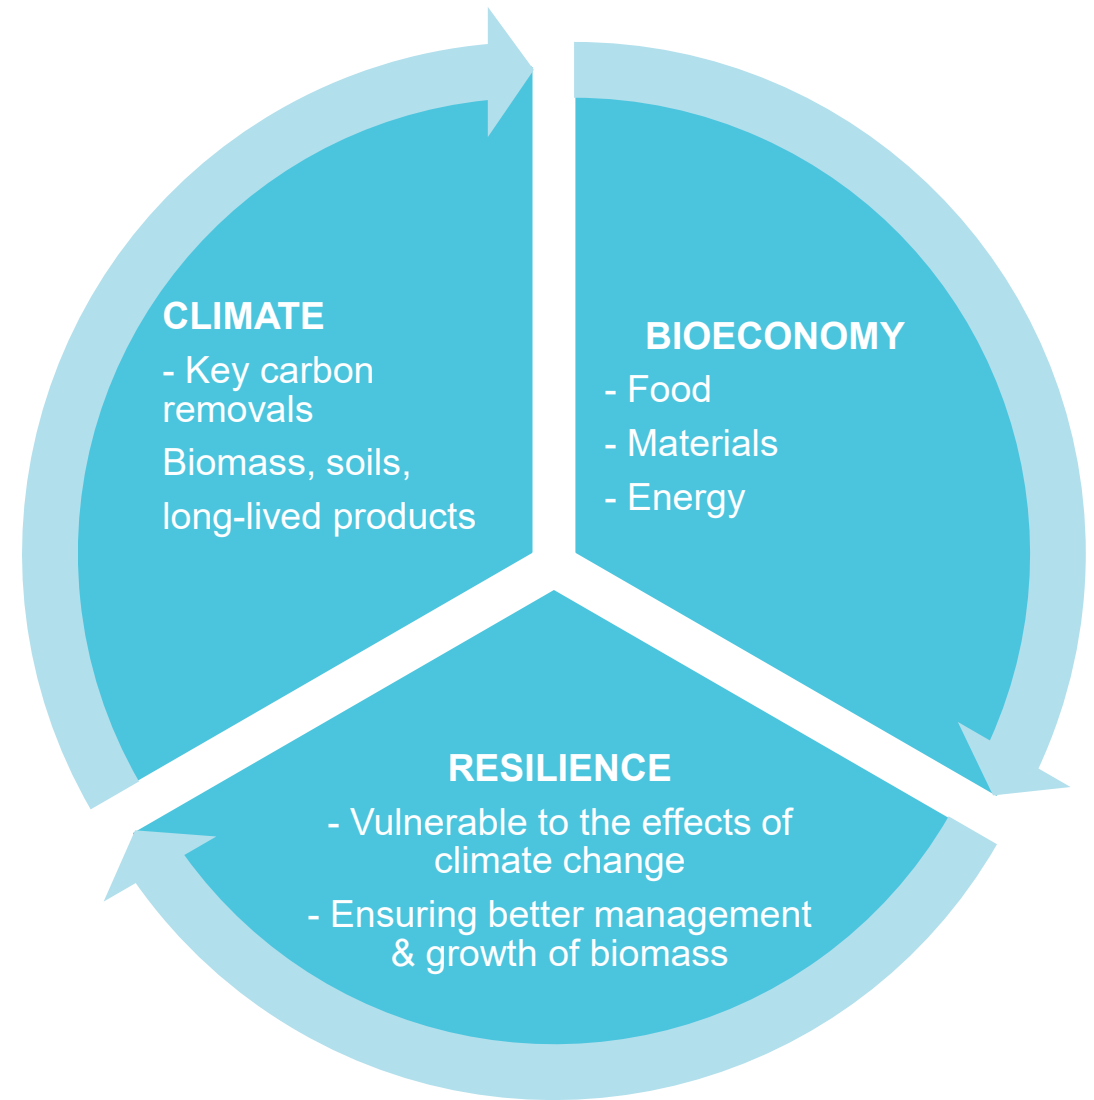 CLIMATE
- Key carbon
removals
Biomass, soils,
long-lived products
BIOECONOMY
- Food
- Materials
- Energy
RESILIENCE
- Vulnerable to the effects of
climate change
- Ensuring better management
& growth of biomass